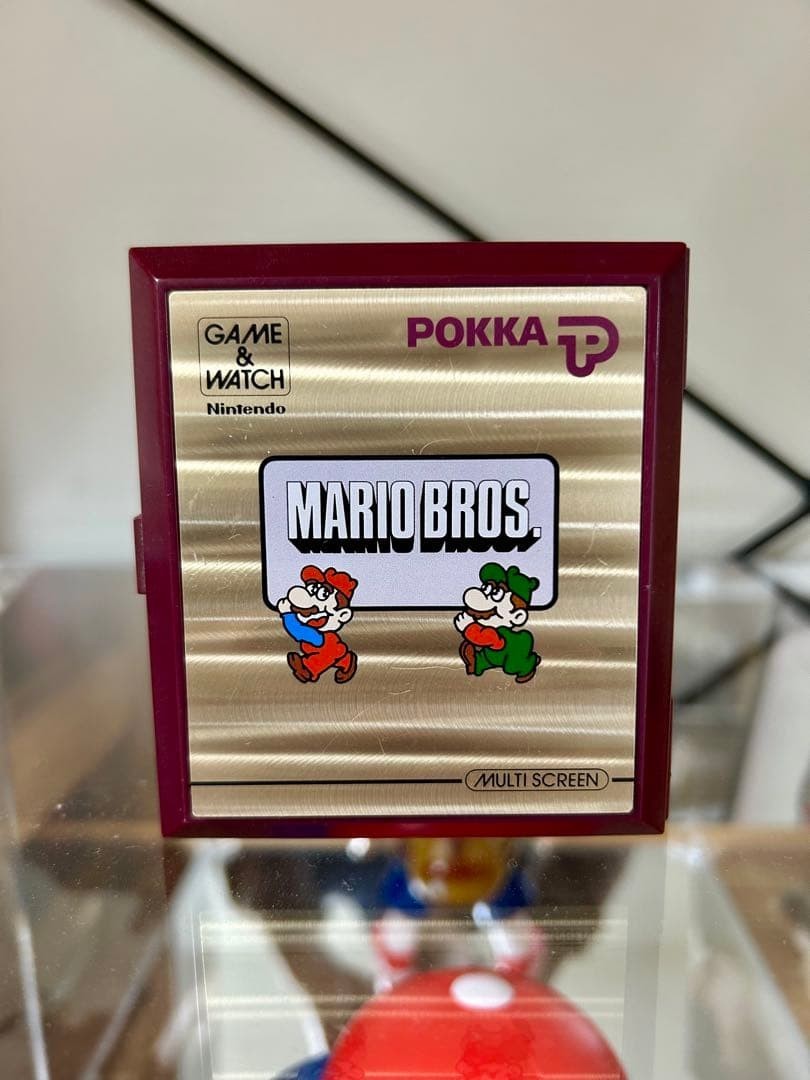 GAME
&
WATCH
Nintendo
POKKA P
MARIO BROS.
MULTI SCREEN